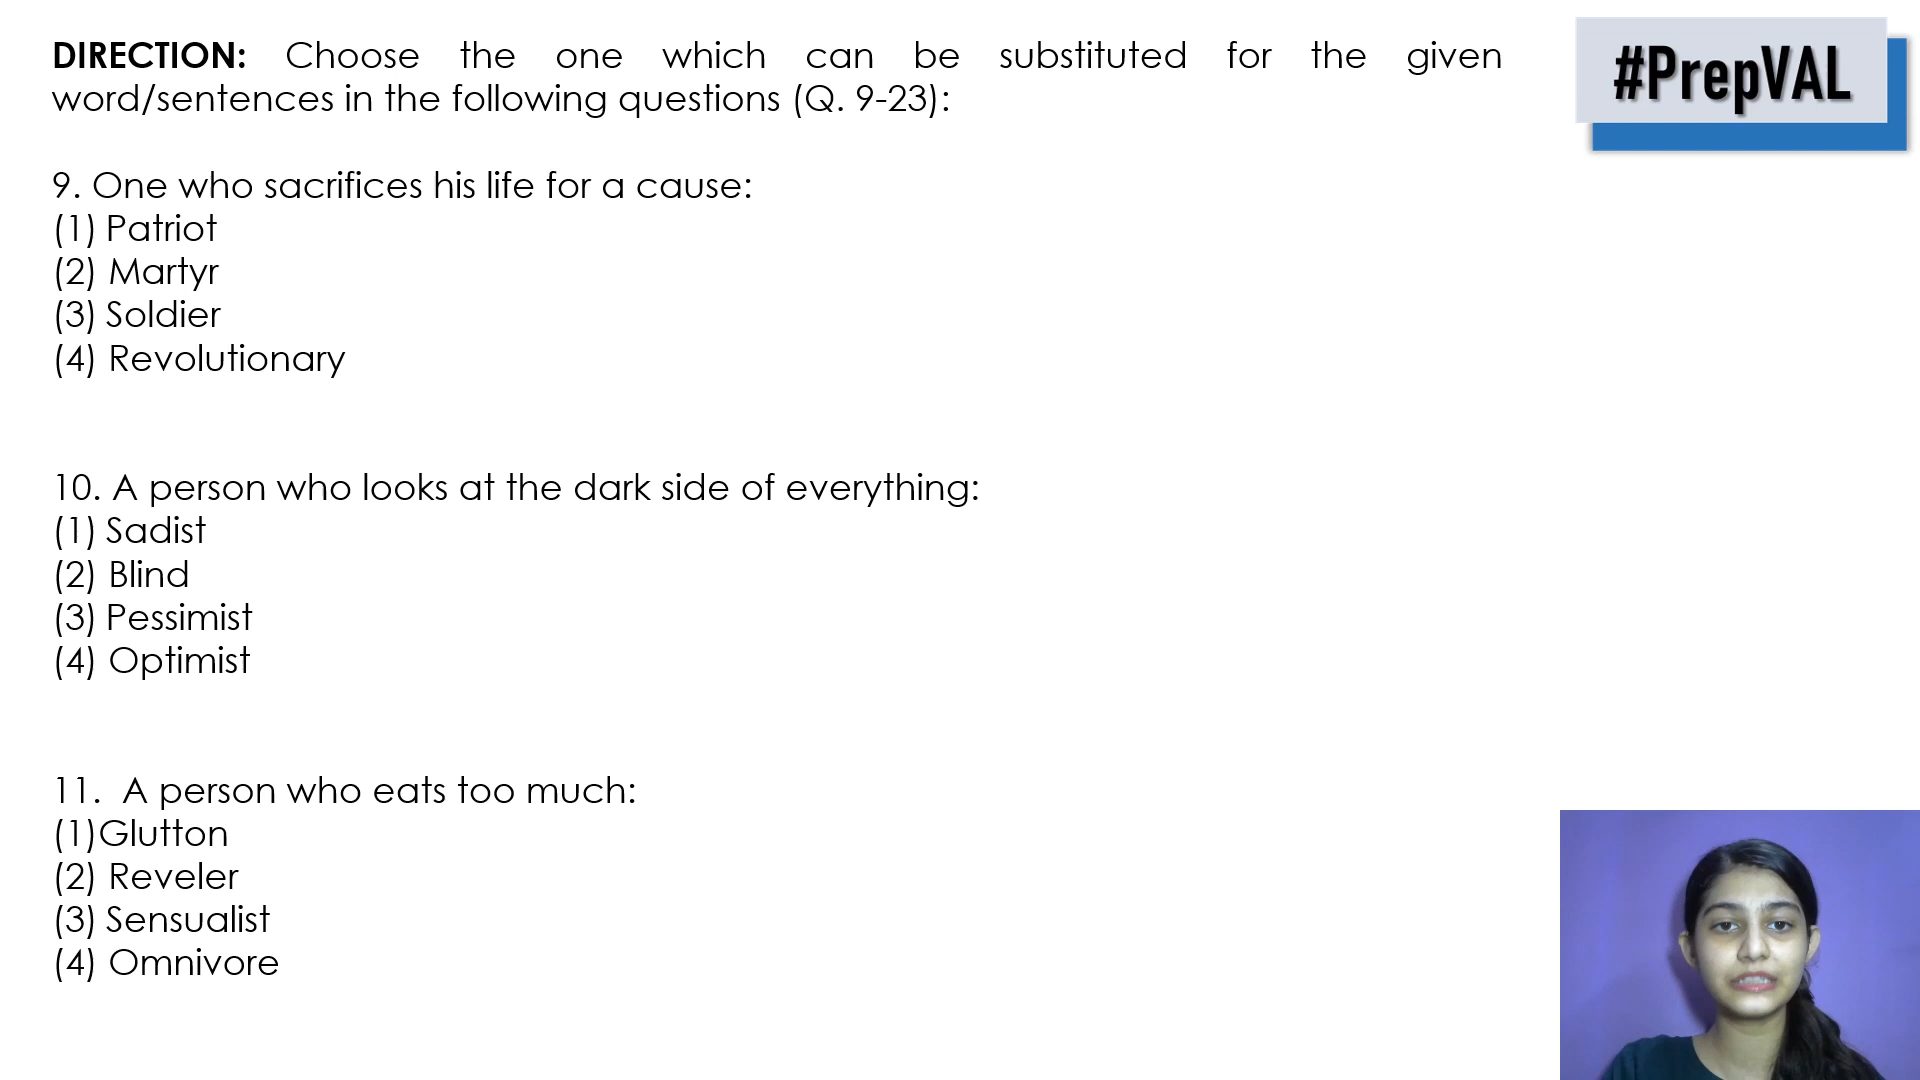 DIRECTION: Choose the one which can be substituted for the given
word/sentences in the following questions (Q. 9-23):
#PrepVAL
9. One who sacrifices his life for a cause:
(1) Patriot
(2) Martyr
(3) Soldier
(4) Revolutionary
10. A person who looks at the dark side of everything:
(1) Sadist
(2) Blind
(3) Pessimist
(4) Optimist
11. A person who eats too much:
(1)Glutton
(2) Reveler
(3) Sensualist
(4) Omnivore